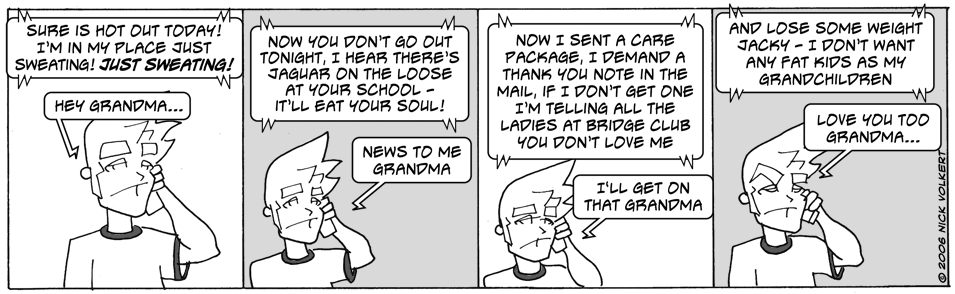 SURE IS HOT OUT TODAY!
I'M IN MY PLACE JUST
SWEATING! JUST SWEATING!
HEY GRANDMA...
NOW YOU DON'T GO OUT
TONIGHT, I HEAR THERE'S
JAGUAR ON THE LOOSE
AT YOUR SCHOOL -
IT'LL EAT YOUR SOUL!
NEWS TO ME
GRANDMA
NOW I SENT A CARE
PACKAGE, I DEMAND A
THANK YOU NOTE IN THE
MAIL, IF I DON'T GET ONE
I'M TELLING ALL THE
LADIES AT BRIDGE CLUB
YOU DON'T LOVE ME
I'LL GET ON
THAT GRANDMA
AND LOSE SOME WEIGHT
JACKY - I DON'T WANT
ANY FAT KIDS AS MY
GRANDCHILDREN
LOVE YOU TOO
GRANDMA...
© 2006 NICK VOLKERT